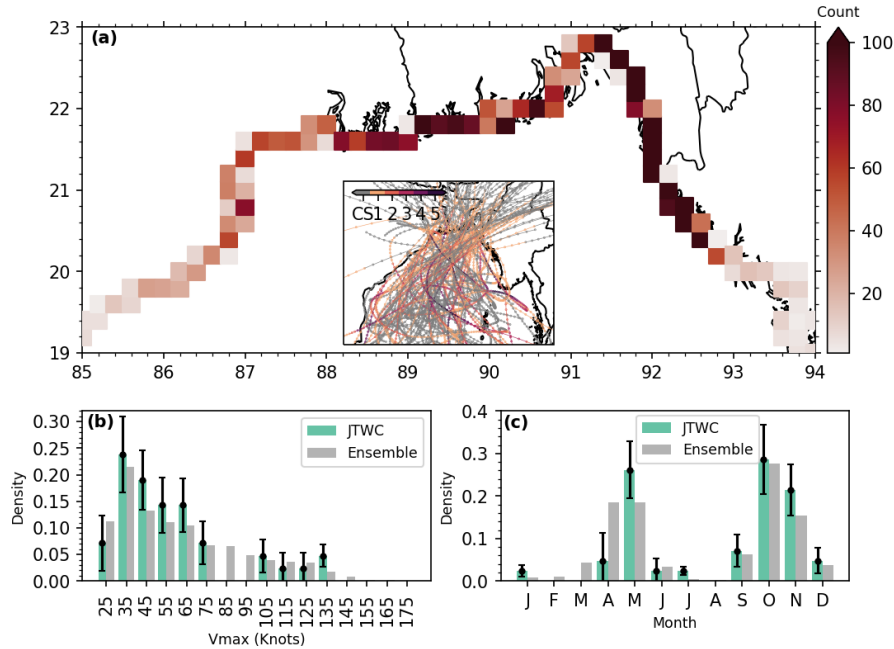 Count
(a)
23
22
21
20
19
85 86 87 88 89 90 91 92 93 94
100
80
60
40
20
CS1 2 3 4 5
(b)
JTWC
Ensemble
Density
0.30
0.25
0.20
0.15
0.10
0.05
0.00
25 35 45 55 65 75 85 95 105 115 125 135 145 155 165 175
Vmax (Knots)
(c)
JTWC
Ensemble
Density
0.4
0.3
0.2
0.1
0.0
J F M A M J J A S O N D
Month